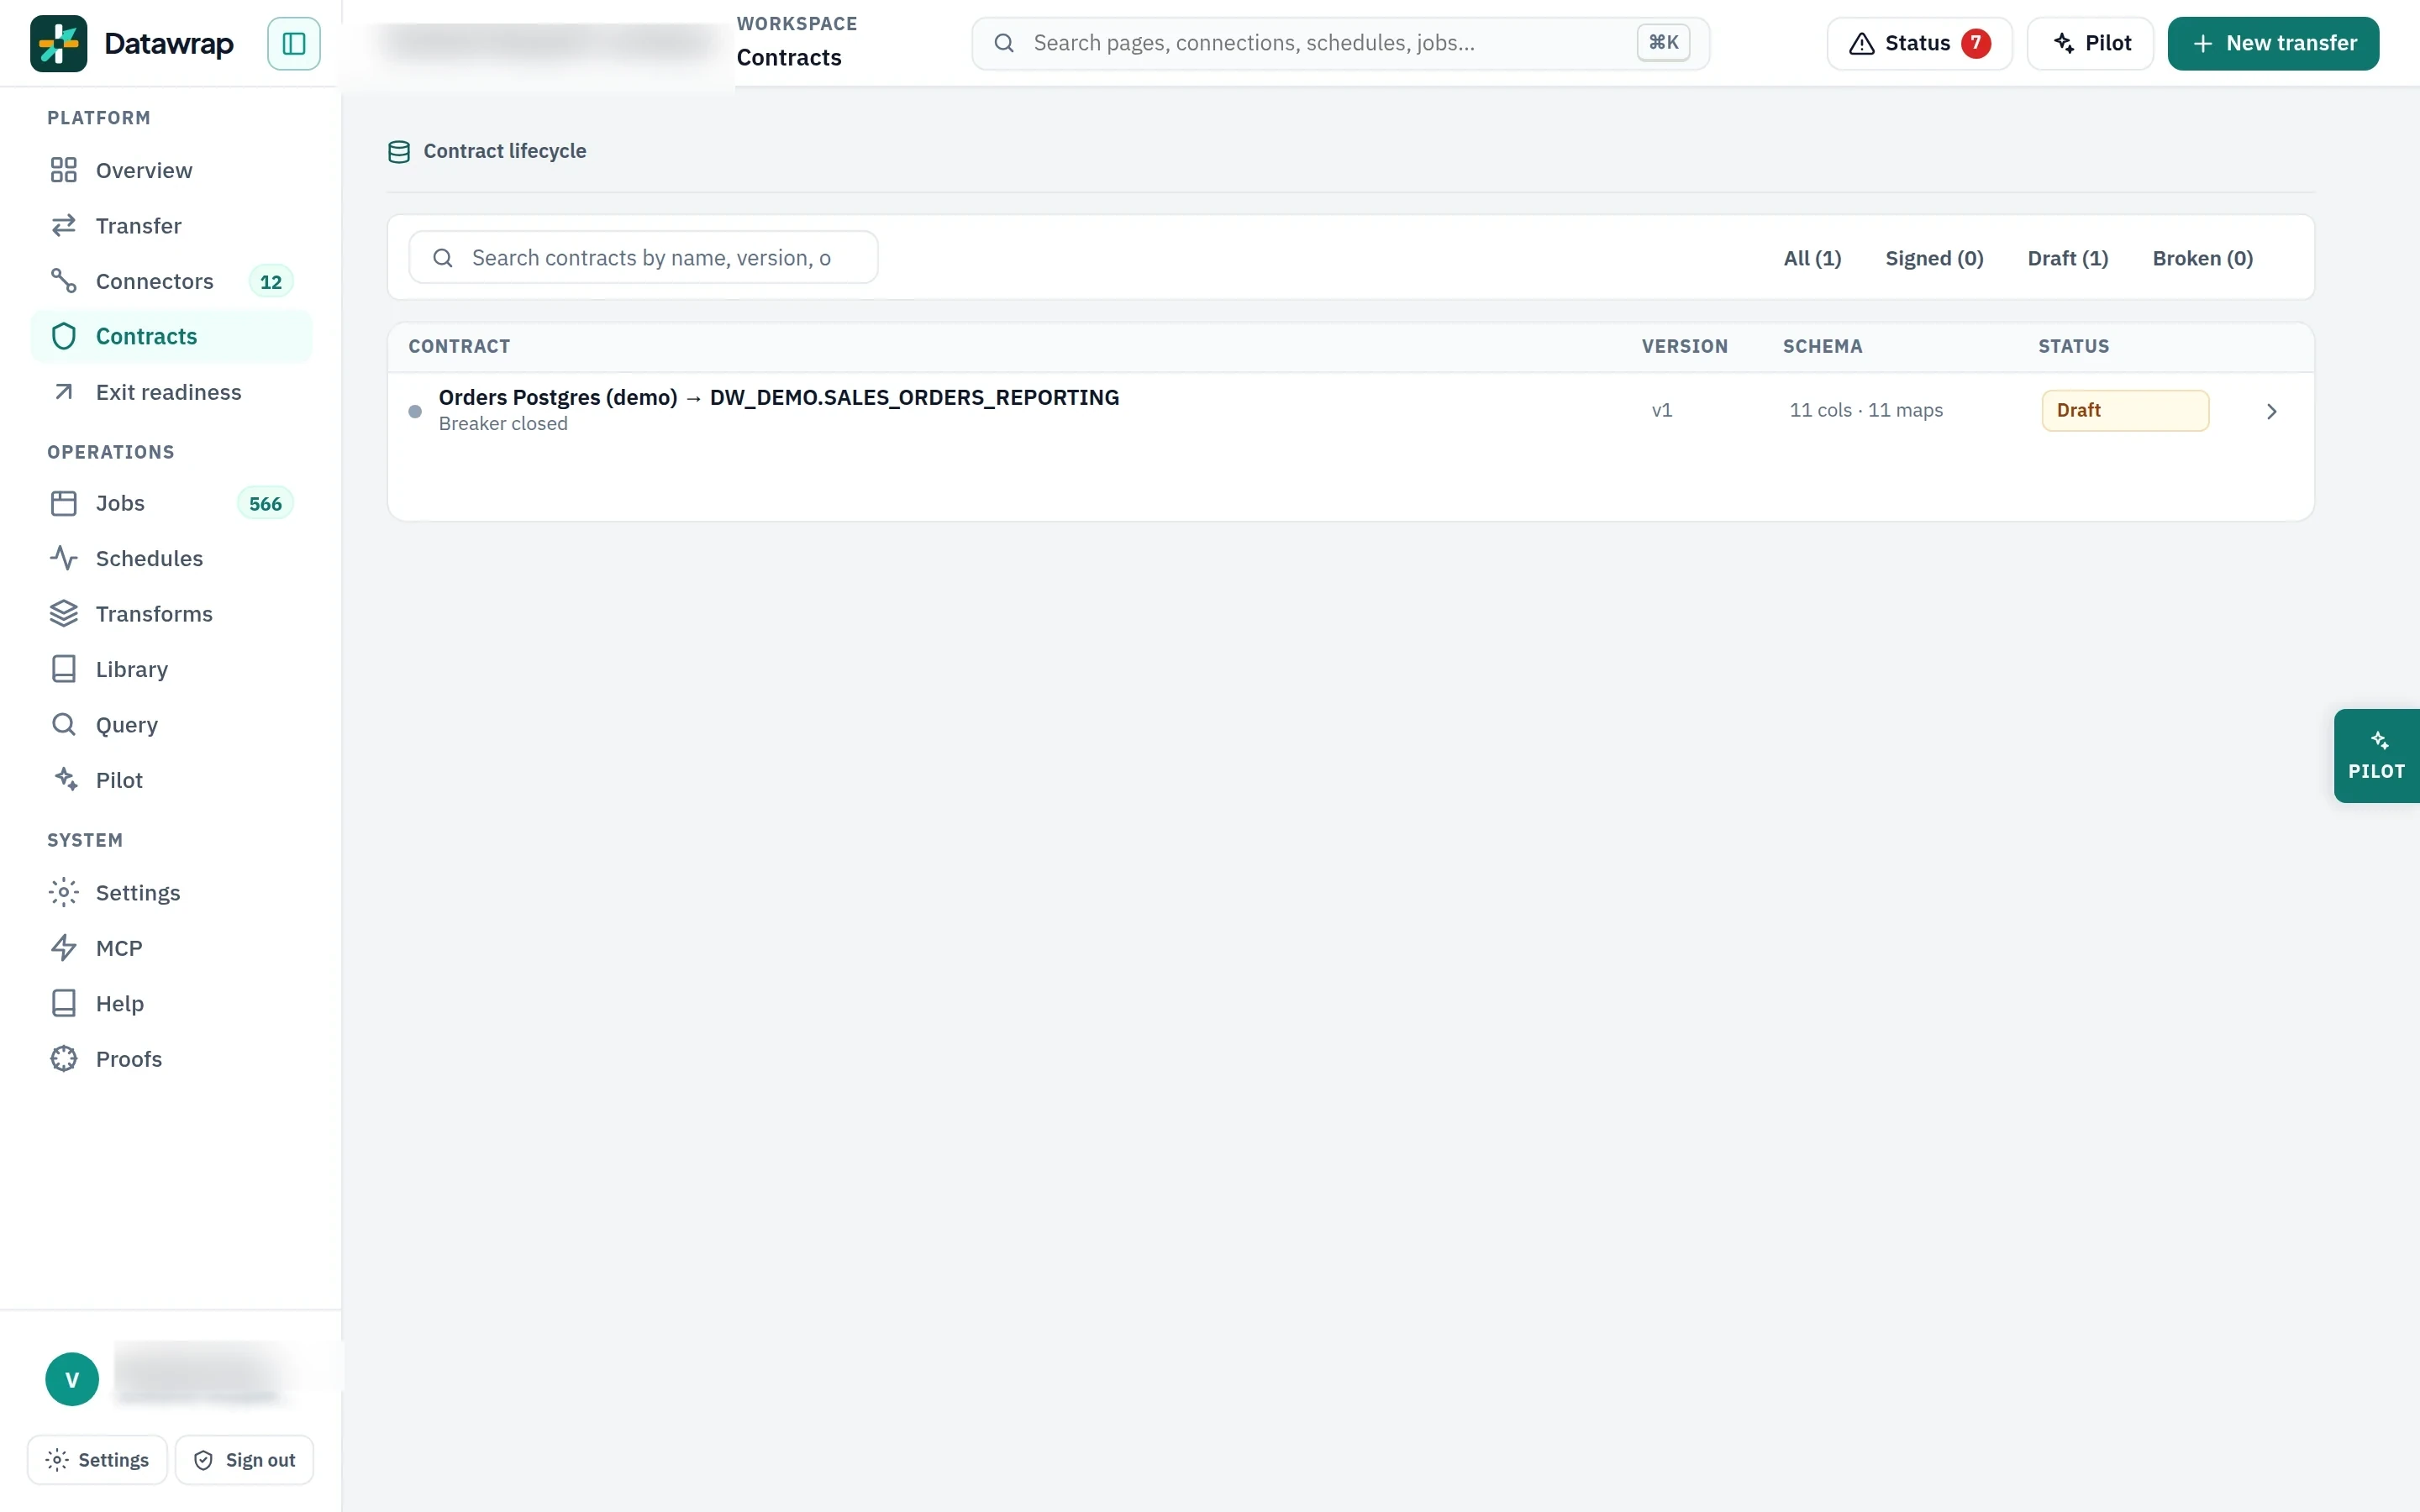 Datawrap
WORKSPACE
Contracts
Search pages, connections, schedules, jobs...
⌘K
Status 7
Pilot
New transfer
PLATFORM
Overview
Transfer
Connectors 12
Contracts
Exit readiness
OPERATIONS
Jobs 566
Schedules
Transforms
Library
Query
Pilot
SYSTEM
Settings
MCP
Help
Proofs
V
Settings
Sign out
Contract lifecycle
Search contracts by name, version, o
All (1) Signed (0) Draft (1) Broken (0)
CONTRACT VERSION SCHEMA STATUS
Orders Postgres (demo) → DW_DEMO.SALES_ORDERS_REPORTING
Breaker closed
v1
11 cols · 11 maps
Draft
PILOT